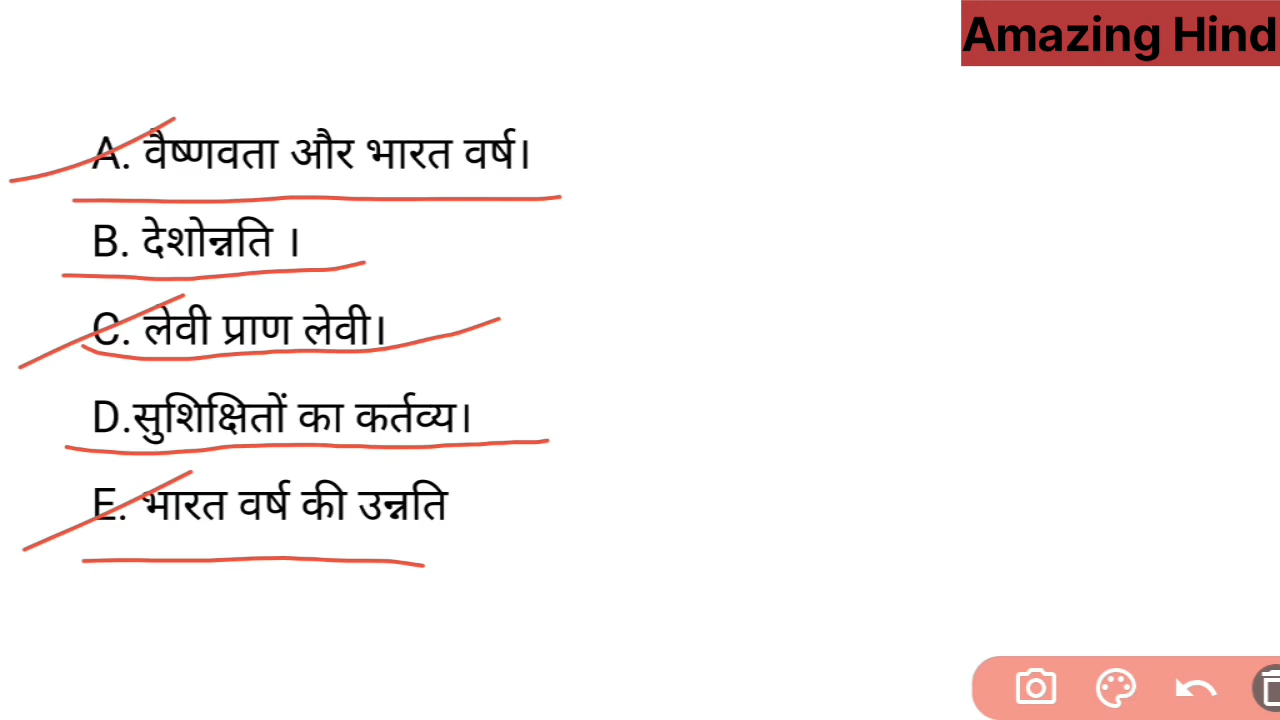 Amazing Hind
A. वैष्णवता और भारत वर्ष।
B. देशोन्नति ।
C. लेवी प्राण लेवी।
D.सुशिक्षितों का कर्तव्य।
E. भारत वर्ष की उन्नति